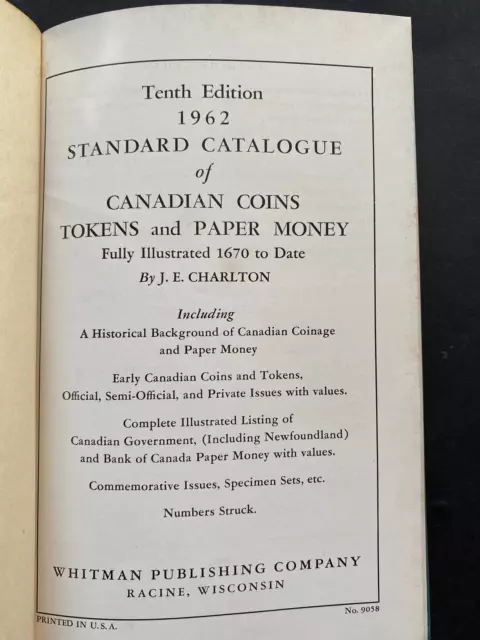 Tenth Edition
1962
STANDARD CATALOGUE
of
CANADIAN COINS
TOKENS and PAPER MONEY
Fully Illustrated 1670 to Date
By J. E. CHARLTON
Including
A Historical Background of Canadian Coinage
and Paper Money
Early Canadian Coins and Tokens,
Official, Semi-Official, and Private Issues with values.
Complete Illustrated Listing of
Canadian Government, (Including Newfoundland)
and Bank of Canada Paper Money with values.
Commemorative Issues, Specimen Sets, etc.
Numbers Struck.
WHITMAN PUBLISHING COMPANY
RACINE, WISCONSIN
PRINTED IN U.S.A.
No. 9058